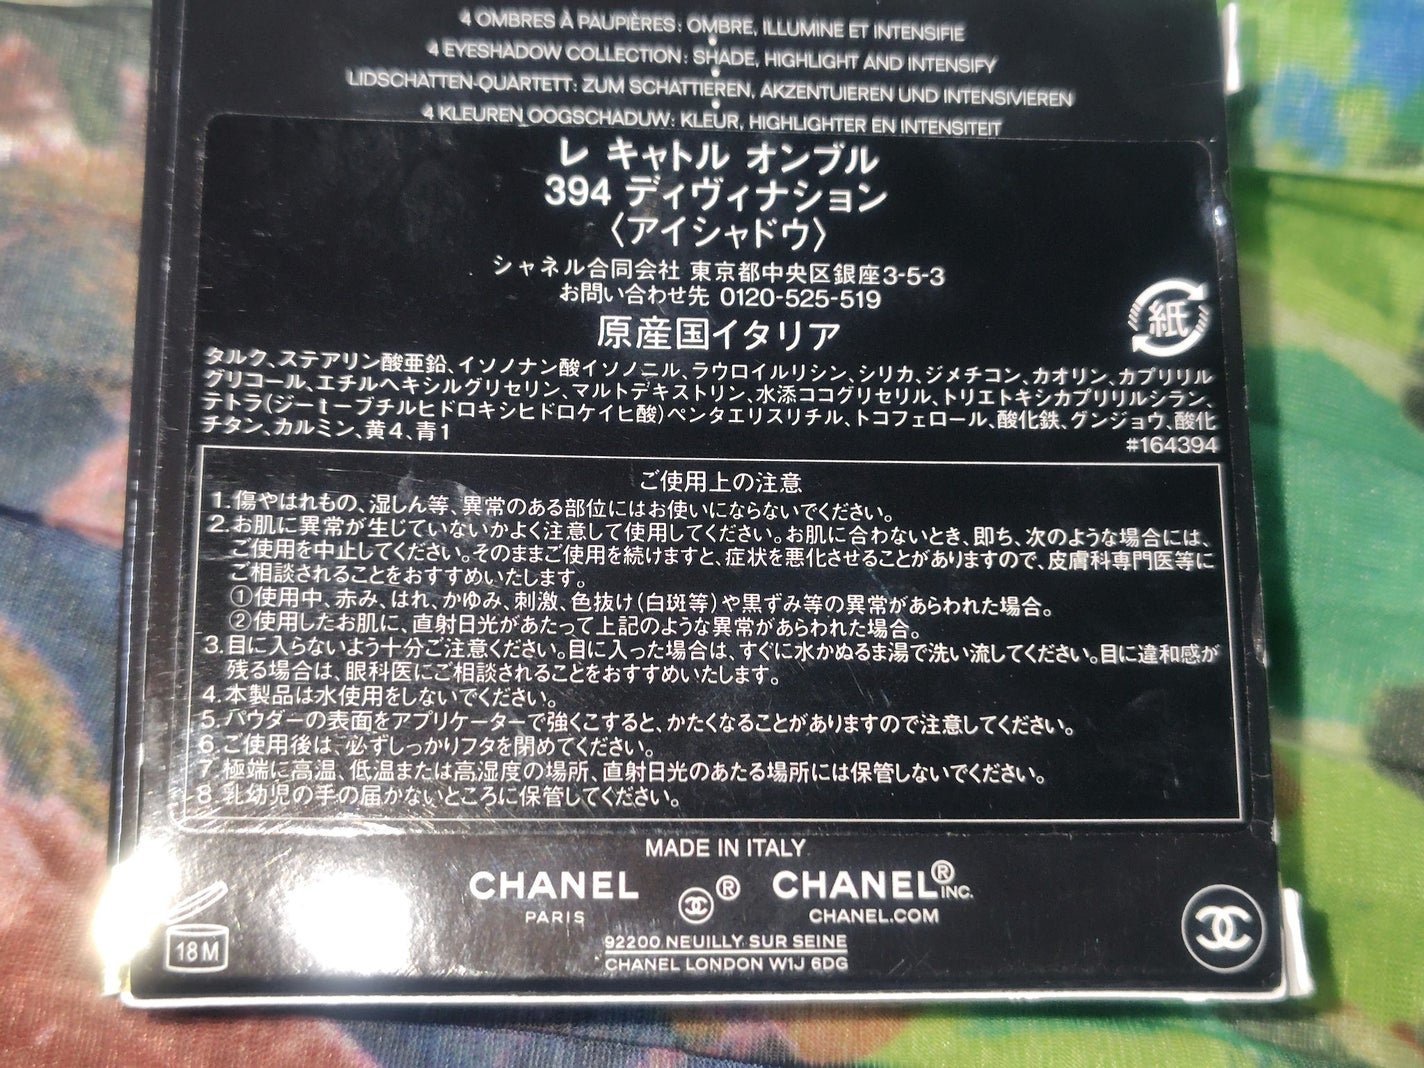 4 OMBRES À PAUPIÈRES: OMBRE, ILLUMINE ET INTENSIFIE
4 EYESHADOW COLLECTION: SHADE, HIGHLIGHT AND INTENSIFY
LIDSCHATTEN-QUARTETT: ZUM SCHATTIEREN, AKZENTUIEREN UND INTENSIVIEREN
4 KLEUREN OOGSCHADUW: KLEUR, HIGHLIGHTER EN INTENSITEIT
レ キャトル オンブル
394 ディヴィナション
〈アイシャドウ〉
シャネル合同会社 東京都中央区銀座3-5-3
お問い合わせ先 0120-525-519
原産国イタリア
紙
タルク、ステアリン酸亜鉛、イソノナン酸イソノニル、ラウロイルリシン、シリカ、ジメチコン、カオリン、カプリリル
グリコール、エチルヘキシルグリセリン、マルトデキストリン、水添ココグリセリル、トリエトキシカプリリルシラン、
テトラ(ジーtーブチルヒドロキシヒドロケイヒ酸)ペンタエリスリチル、トコフェロール、酸化鉄、グンジョウ、酸化
チタン、カルミン、黄4、青1
#164394
ご使用上の注意
1.傷やはれもの、湿しん等、異常のある部位にはお使いにならないでください。
2.お肌に異常が生じていないかよく注意して使用してください。お肌に合わないとき、即ち、次のような場合には、
ご使用を中止してください。そのままご使用を続けますと、症状を悪化させることがありますので、皮膚科専門医等に
ご相談されることをおすすめいたします。
①使用中、赤み、はれ、かゆみ、刺激、色抜け(白斑等)や黒ずみ等の異常があらわれた場合。
②使用したお肌に、直射日光があたって上記のような異常があらわれた場合。
3.目に入らないよう十分ご注意ください。目に入った場合は、すぐに水かぬるま湯で洗い流してください。目に違和感が
残る場合は、眼科医にご相談されることをおすすめいたします。
4.本製品は水使用をしないでください。
5.パウダーの表面をアプリケーターで強くこすると、かたくなることがありますので注意してください。
6.ご使用後は、必ずしっかりフタを閉めてください。
7.極端に高温、低温または高湿度の場所、直射日光のあたる場所には保管しないでください。
8.乳幼児の手の届かないところに保管してください。
MADE IN ITALY
CHANEL ® CHANEL® INC.
PARIS CHANEL.COM
18M
92200 NEUILLY SUR SEINE
CHANEL LONDON W1J 6DG